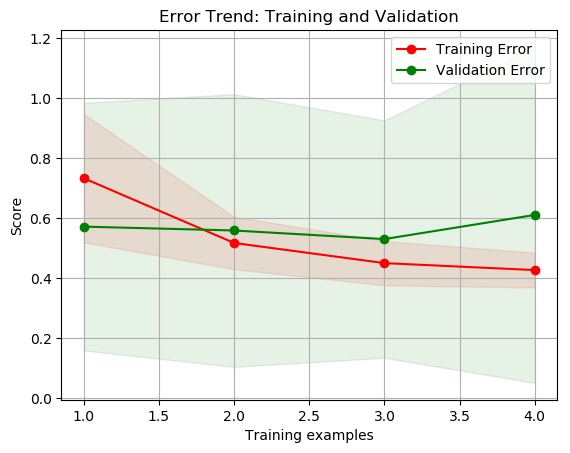 Error Trend: Training and Validation
Training Error
Validation Error
Score
1.2
1.0
0.8
0.6
0.4
0.2
0.0
1.0 1.5 2.0 2.5 3.0 3.5 4.0
Training examples